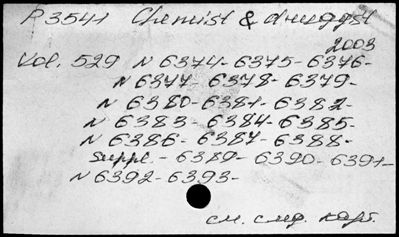 P3541 Chemist & druggist
2003
Vol. 529 N 6374- 6375- 6376-
N 6377 6378- 6379-
N 6380- 6381- 6382-
N 6383- 6384- 6385-
N 6386- 6387- 6388-
Suppl.- 6389- 6390- 6391-
N 6392- 6393-
см. след. карт.